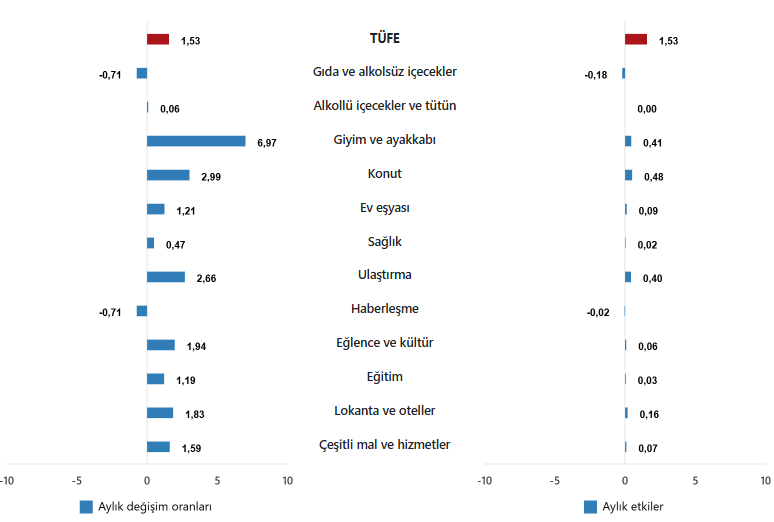 1,53 TÜFE 1,53
-0,71 Gıda ve alkolsüz içecekler -0,18
0,06 Alkollü içecekler ve tütün 0,00
6,97 Giyim ve ayakkabı 0,41
2,99 Konut 0,48
1,21 Ev eşyası 0,09
0,47 Sağlık 0,02
2,66 Ulaştırma 0,40
-0,71 Haberleşme -0,02
1,94 Eğlence ve kültür 0,06
1,19 Eğitim 0,03
1,83 Lokanta ve oteller 0,16
1,59 Çeşitli mal ve hizmetler 0,07
-10 -5 0 5 10 -10 -5 0 5 10
Aylık değişim oranları Aylık etkiler